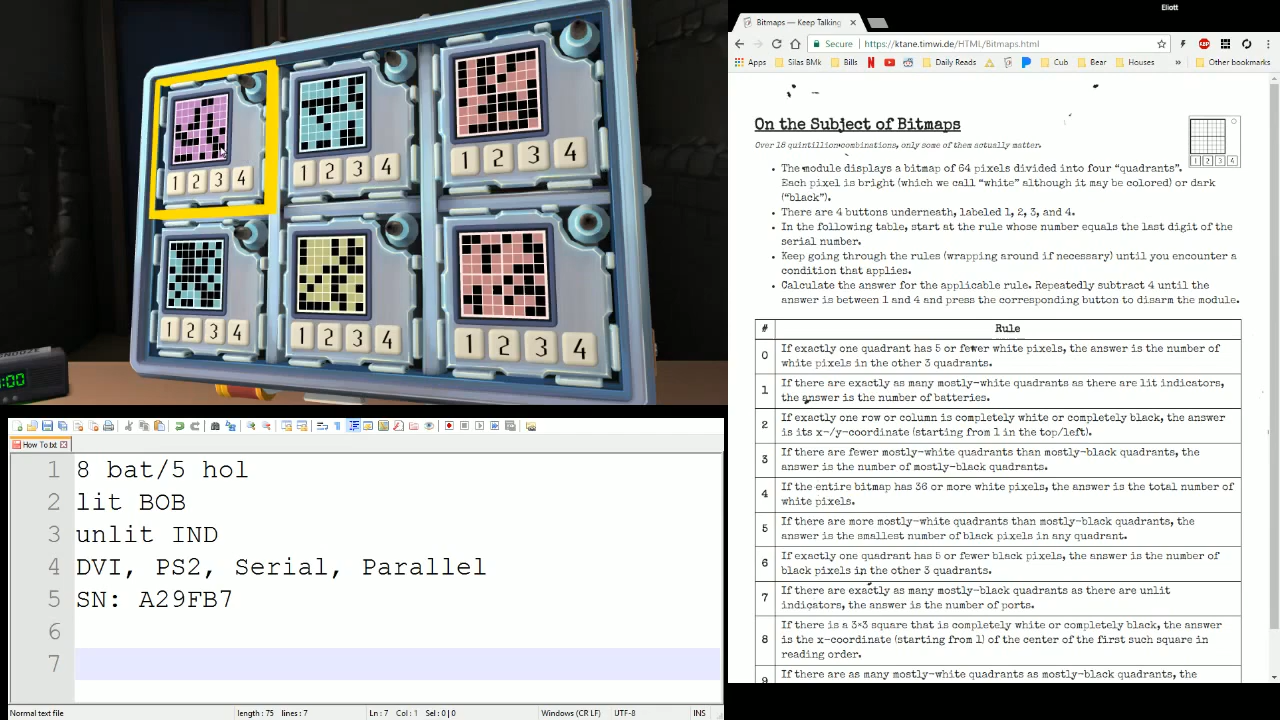 Eliott
Bitmaps — Keep Talking
Secure
https://ktane.timwi.de/HTML/Bitmaps.html
Apps
Silas BMk
Bills
Daily Reads
Cub
Bear
Houses
»
Other bookmarks
On the Subject of Bitmaps
Over 18 quintillion combinations, only some of them actually matter.
• The module displays a bitmap of 64 pixels divided into four “quadrants”.
Each pixel is bright (which we call “white” although it may be colored) or dark
(“black”).
• There are 4 buttons underneath, labeled 1, 2, 3, and 4.
• In the following table, start at the rule whose number equals the last digit of the
serial number.
• Keep going through the rules (wrapping around if necessary) until you encounter a
condition that applies.
• Calculate the answer for the applicable rule. Repeatedly subtract 4 until the
answer is between 1 and 4 and press the corresponding button to disarm the module.
1 2 3 4
# Rule
0 If exactly one quadrant has 5 or fewer white pixels, the answer is the number of
white pixels in the other 3 quadrants.
1 If there are exactly as many mostly-white quadrants as there are lit indicators,
the answer is the number of batteries.
2 If exactly one row or column is completely white or completely black, the answer
is its x-/y-coordinate (starting from 1 in the top/left).
3 If there are fewer mostly-white quadrants than mostly-black quadrants, the
answer is the number of mostly-black quadrants.
4 If the entire bitmap has 36 or more white pixels, the answer is the total number of
white pixels.
5 If there are more mostly-white quadrants than mostly-black quadrants, the
answer is the smallest number of black pixels in any quadrant.
6 If exactly one quadrant has 5 or fewer black pixels, the answer is the number of
black pixels in the other 3 quadrants.
7 If there are exactly as many mostly-black quadrants as there are unlit
indicators, the answer is the number of ports.
8 If there is a 3×3 square that is completely white or completely black, the answer
is the x-coordinate (starting from 1) of the center of the first such square in
reading order.
9 If there are as many mostly-white quadrants as mostly-black quadrants, the
1 2 3 4
1 2 3 4
1 2 3 4
1 2 3 4
1 2 3 4
1 2 3 4
:00
How To.txt
1 8 bat/5 hol
2 lit BOB
3 unlit IND
4 DVI, PS2, Serial, Parallel
5 SN: A29FB7
6
7
Normal text file
length : 75 lines : 7
Ln : 7 Col : 1 Sel : 0 | 0
Windows (CR LF)
UTF-8
INS